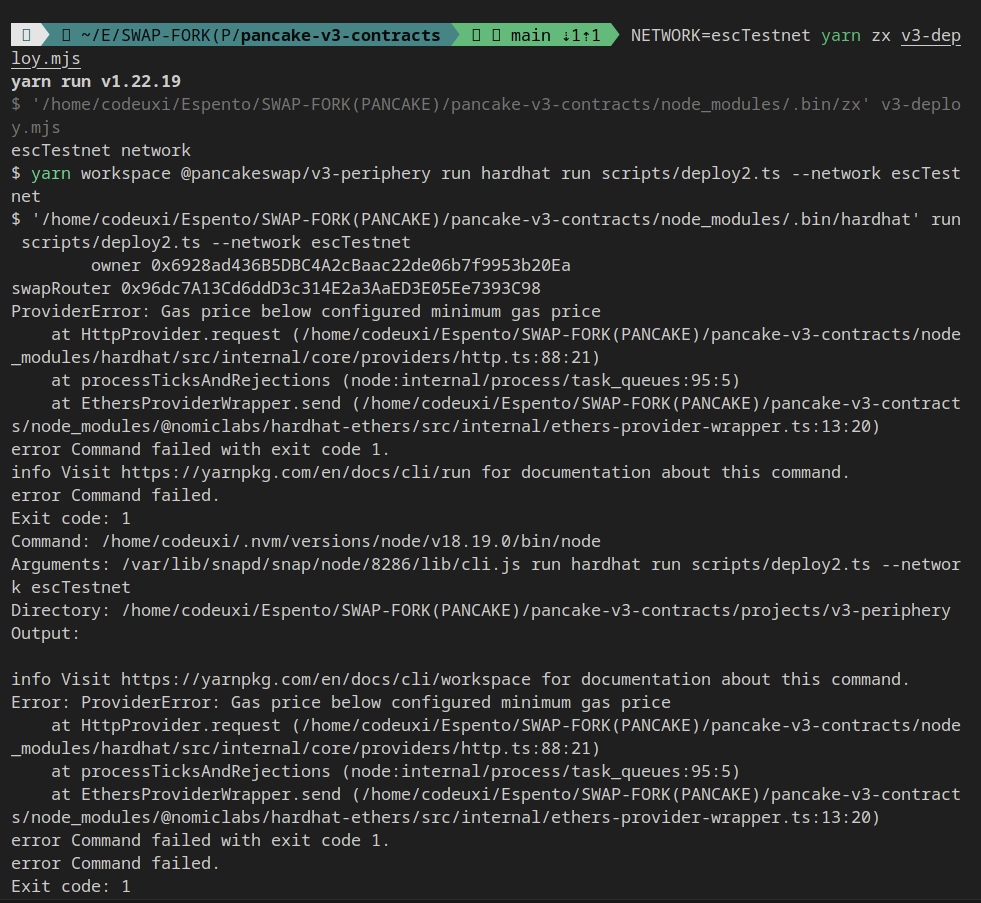 ~/E/SWAP-FORK(P/pancake-v3-contracts main ↓1↑1 NETWORK=escTestnet yarn zx v3-dep
loy.mjs
yarn run v1.22.19
$ '/home/codeuxi/Espento/SWAP-FORK(PANCAKE)/pancake-v3-contracts/node_modules/.bin/zx' v3-deplo
y.mjs
escTestnet network
$ yarn workspace @pancakeswap/v3-periphery run hardhat run scripts/deploy2.ts --network escTest
net
$ '/home/codeuxi/Espento/SWAP-FORK(PANCAKE)/pancake-v3-contracts/node_modules/.bin/hardhat' run
 scripts/deploy2.ts --network escTestnet
        owner 0x6928ad436B5DBC4A2cBaac22de06b7f9953b20Ea
swapRouter 0x96dc7A13Cd6ddD3c314E2a3AaED3E05Ee7393C98
ProviderError: Gas price below configured minimum gas price
    at HttpProvider.request (/home/codeuxi/Espento/SWAP-FORK(PANCAKE)/pancake-v3-contracts/node
_modules/hardhat/src/internal/core/providers/http.ts:88:21)
    at processTicksAndRejections (node:internal/process/task_queues:95:5)
    at EthersProviderWrapper.send (/home/codeuxi/Espento/SWAP-FORK(PANCAKE)/pancake-v3-contract
s/node_modules/@nomiclabs/hardhat-ethers/src/internal/ethers-provider-wrapper.ts:13:20)
error Command failed with exit code 1.
info Visit https://yarnpkg.com/en/docs/cli/run for documentation about this command.
error Command failed.
Exit code: 1
Command: /home/codeuxi/.nvm/versions/node/v18.19.0/bin/node
Arguments: /var/lib/snapd/snap/node/8286/lib/cli.js run hardhat run scripts/deploy2.ts --networ
k escTestnet
Directory: /home/codeuxi/Espento/SWAP-FORK(PANCAKE)/pancake-v3-contracts/projects/v3-periphery
Output:

info Visit https://yarnpkg.com/en/docs/cli/workspace for documentation about this command.
Error: ProviderError: Gas price below configured minimum gas price
    at HttpProvider.request (/home/codeuxi/Espento/SWAP-FORK(PANCAKE)/pancake-v3-contracts/node
_modules/hardhat/src/internal/core/providers/http.ts:88:21)
    at processTicksAndRejections (node:internal/process/task_queues:95:5)
    at EthersProviderWrapper.send (/home/codeuxi/Espento/SWAP-FORK(PANCAKE)/pancake-v3-contract
s/node_modules/@nomiclabs/hardhat-ethers/src/internal/ethers-provider-wrapper.ts:13:20)
error Command failed with exit code 1.
error Command failed.
Exit code: 1